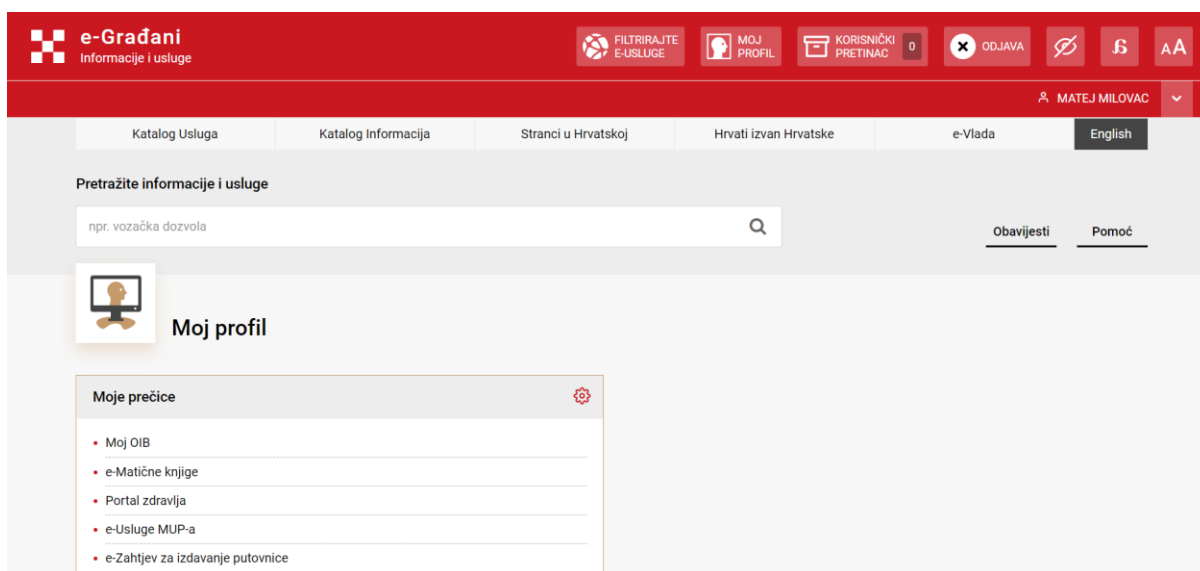 e-Građani
Informacije i usluge
FILTRIRAJTE
E-USLUGE
MOJ
PROFIL
KORISNIČKI
PRETINAC
0
ODJAVA
a
AA
MATEJ MILOVAC
Katalog Usluga
Katalog Informacija
Stranci u Hrvatskoj
Hrvati izvan Hrvatske
e-Vlada
English
Pretražite informacije i usluge
npr. vozačka dozvola
Obavijesti
Pomoć
Moj profil
Moje prečice
• Moj OIB
• e-Matične knjige
• Portal zdravlja
• e-Usluge MUP-a
• e-Zahtjev za izdavanje putovnice